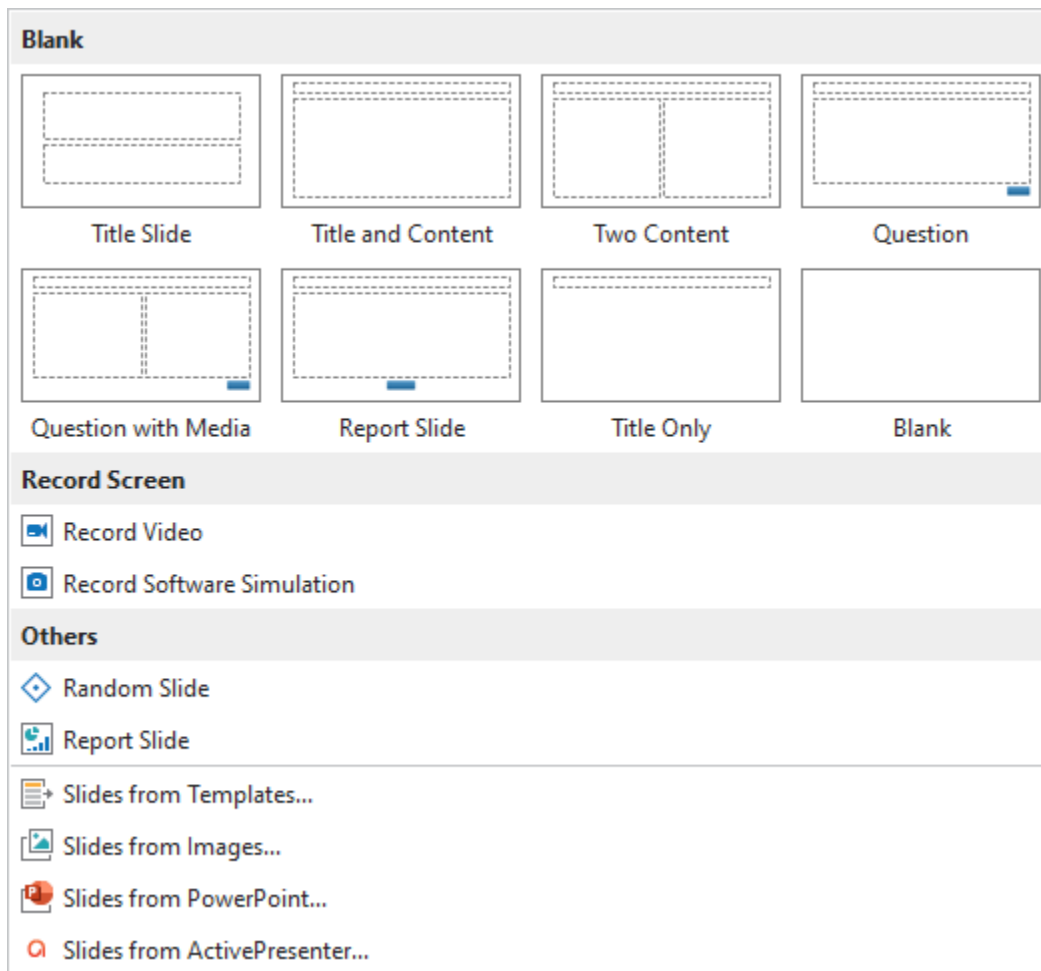 Blank
Title Slide
Title and Content
Two Content
Question
Question with Media
Report Slide
Title Only
Blank
Record Screen
Record Video
Record Software Simulation
Others
Random Slide
Report Slide
Slides from Templates...
Slides from Images...
P
Slides from PowerPoint...
Slides from ActivePresenter...